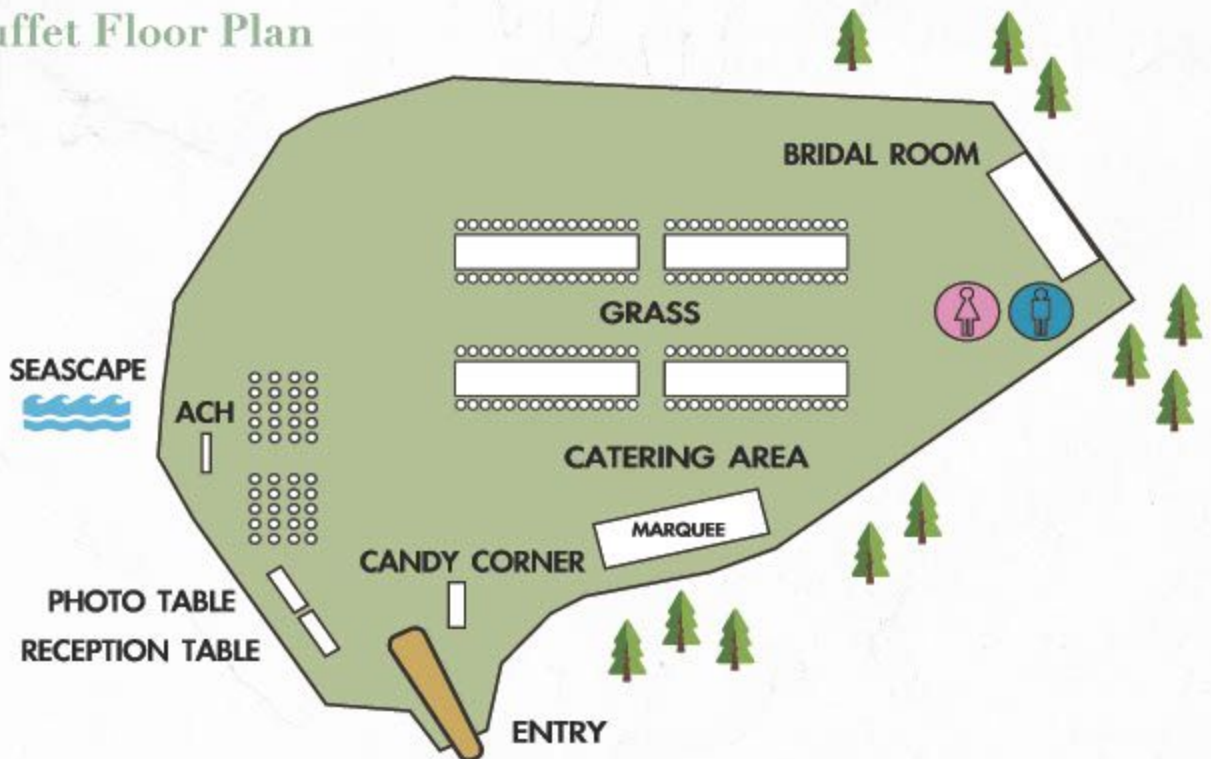 uffet Floor Plan
BRIDAL ROOM
GRASS
SEASCAPE
ACH
CATERING AREA
MARQUEE
CANDY CORNER
PHOTO TABLE
RECEPTION TABLE
ENTRY